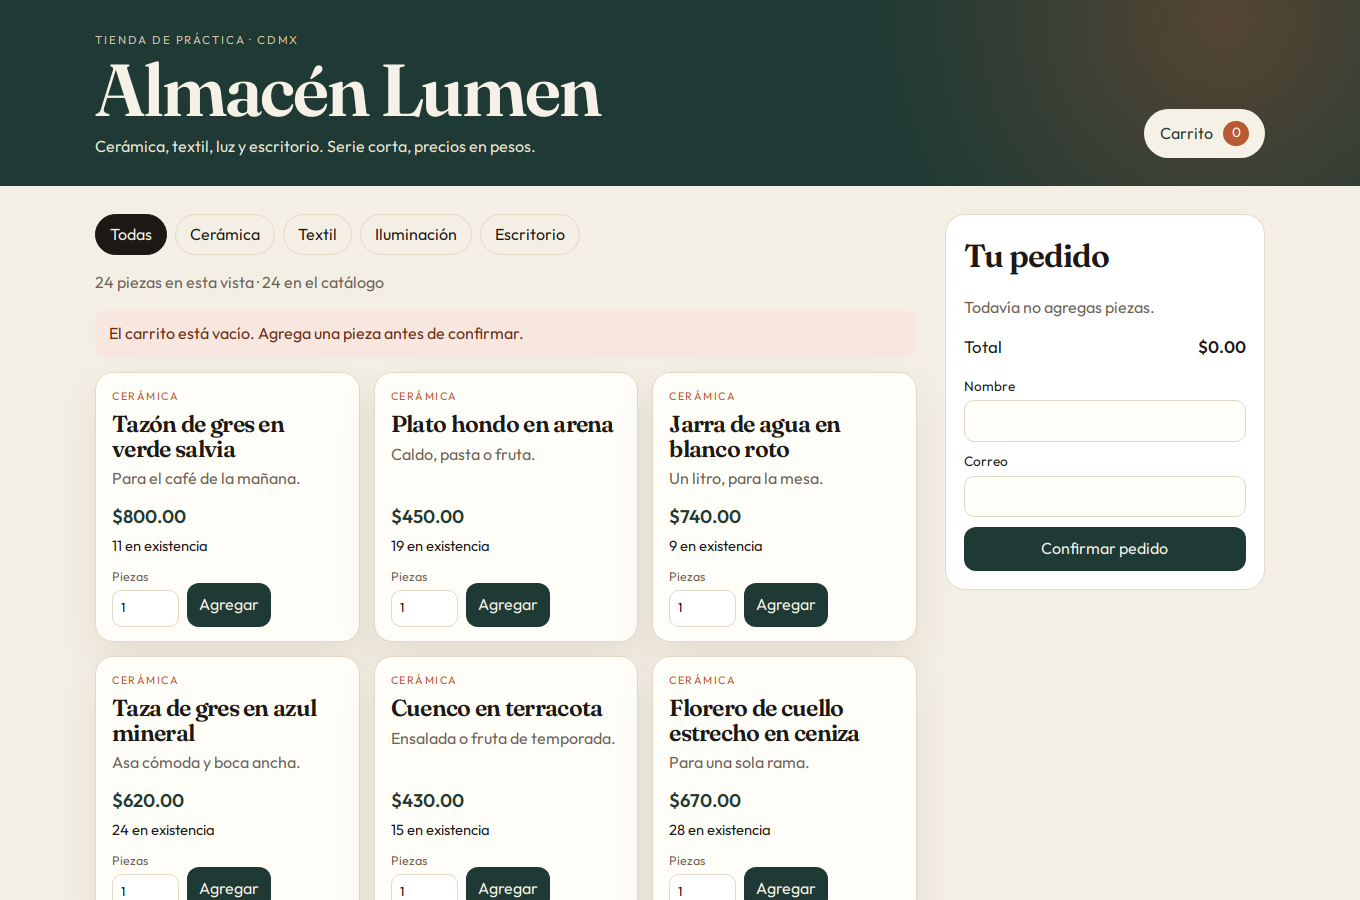 TIENDA DE PRÁCTICA · CDMX
Almacén Lumen
Cerámica, textil, luz y escritorio. Serie corta, precios en pesos.
Carrito 0
Todas Cerámica Textil Iluminación Escritorio
24 piezas en esta vista · 24 en el catálogo
El carrito está vacío. Agrega una pieza antes de confirmar.
CERÁMICA
Tazón de gres en
verde salvia
Para el café de la mañana.
$800.00
11 en existencia
Piezas
1 Agregar
CERÁMICA
Plato hondo en arena
Caldo, pasta o fruta.
$450.00
19 en existencia
Piezas
1 Agregar
CERÁMICA
Jarra de agua en
blanco roto
Un litro, para la mesa.
$740.00
9 en existencia
Piezas
1 Agregar
CERÁMICA
Taza de gres en azul
mineral
Asa cómoda y boca ancha.
$620.00
24 en existencia
Piezas
1 Agregar
CERÁMICA
Cuenco en terracota
Ensalada o fruta de temporada.
$430.00
15 en existencia
Piezas
1 Agregar
CERÁMICA
Florero de cuello
estrecho en ceniza
Para una sola rama.
$670.00
28 en existencia
Piezas
1 Agregar
Tu pedido
Todavía no agregas piezas.
Total $0.00
Nombre
Correo
Confirmar pedido